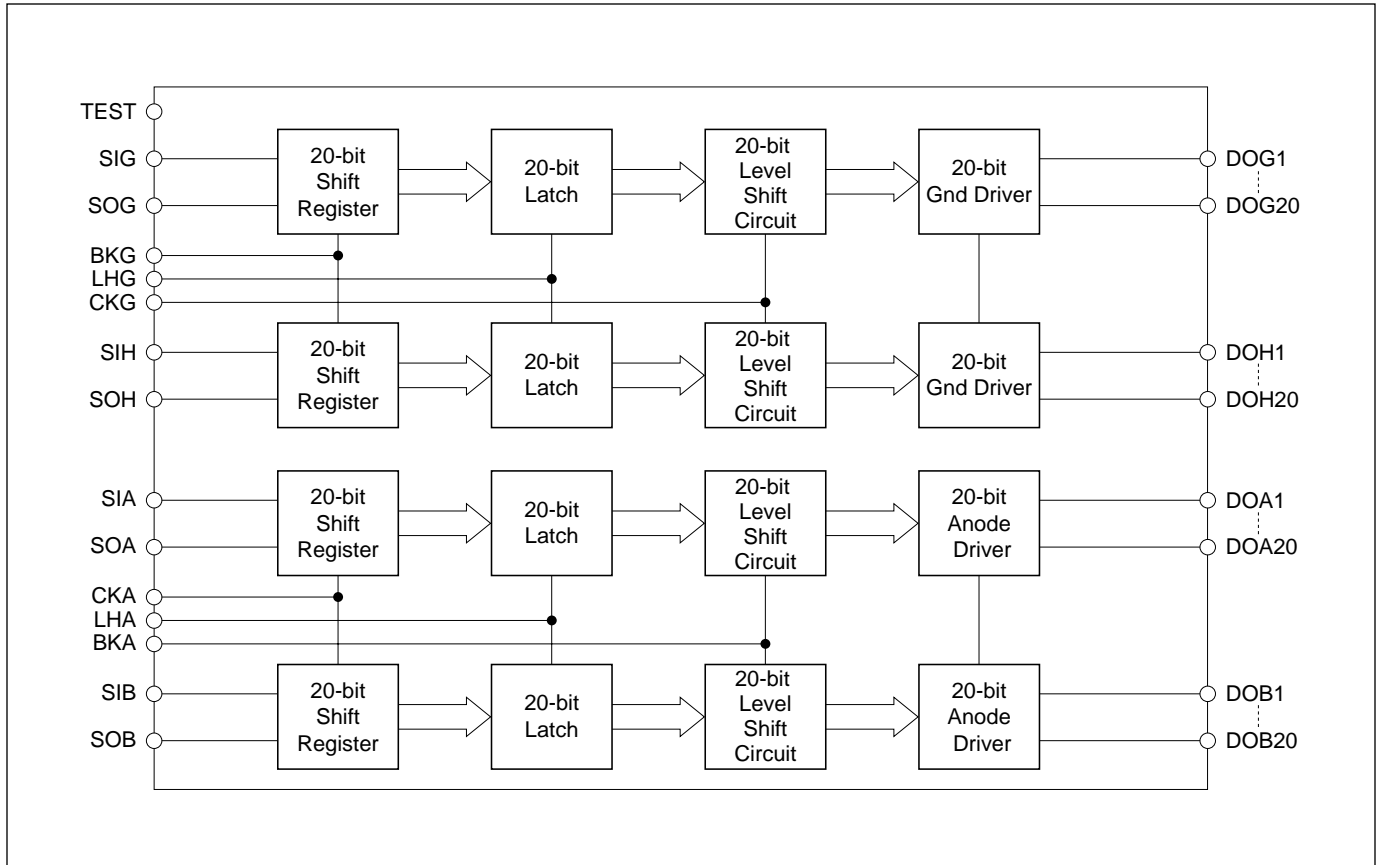 TEST
SIG
SOG
BKG
LHG
CKG
SIH
SOH
SIA
SOA
CKA
LHA
BKA
SIB
SOB
20-bit
Shift
Register
20-bit
Latch
20-bit
Level
Shift
Circuit
20-bit
Gnd Driver
DOG1
DOG20
20-bit
Shift
Register
20-bit
Latch
20-bit
Level
Shift
Circuit
20-bit
Gnd Driver
DOH1
DOH20
20-bit
Shift
Register
20-bit
Latch
20-bit
Level
Shift
Circuit
20-bit
Anode
Driver
DOA1
DOA20
20-bit
Shift
Register
20-bit
Latch
20-bit
Level
Shift
Circuit
20-bit
Anode
Driver
DOB1
DOB20